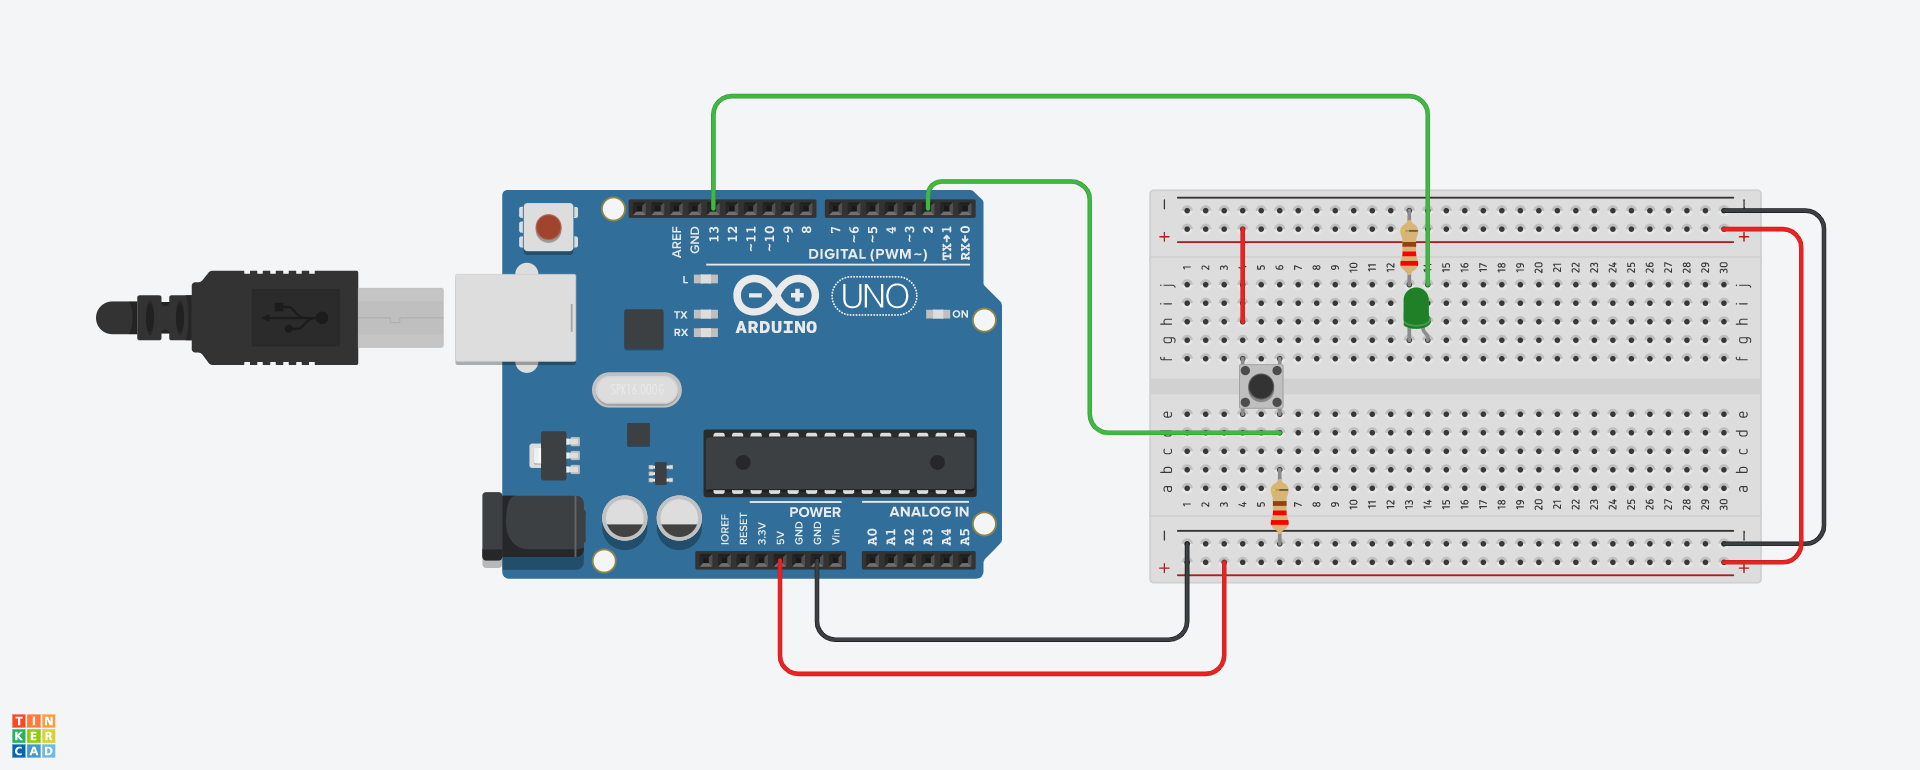 AREF
GND
13
12
~11
~10
~9
8
7
~6
~5
4
~3
2
TX→1
RX←0
DIGITAL (PWM~)
L
TX
RX
ARDUINO
UNO
ON
SPK16.000G
POWER
ANALOG IN
IOREF
RESET
3.3V
5V
GND
GND
Vin
A0
A1
A2
A3
A4
A5
− −
+ +
1 2 3 4 5 6 7 8 9 10 11 12 13 14 15 16 17 18 19 20 21 22 23 24 25 26 27 28 29 30
j j
i i
h h
g g
f f
e e
d d
c c
b b
a a
1 2 3 4 5 6 7 8 9 10 11 12 13 14 15 16 17 18 19 20 21 22 23 24 25 26 27 28 29 30
− −
+ +
TIN
KER
CAD